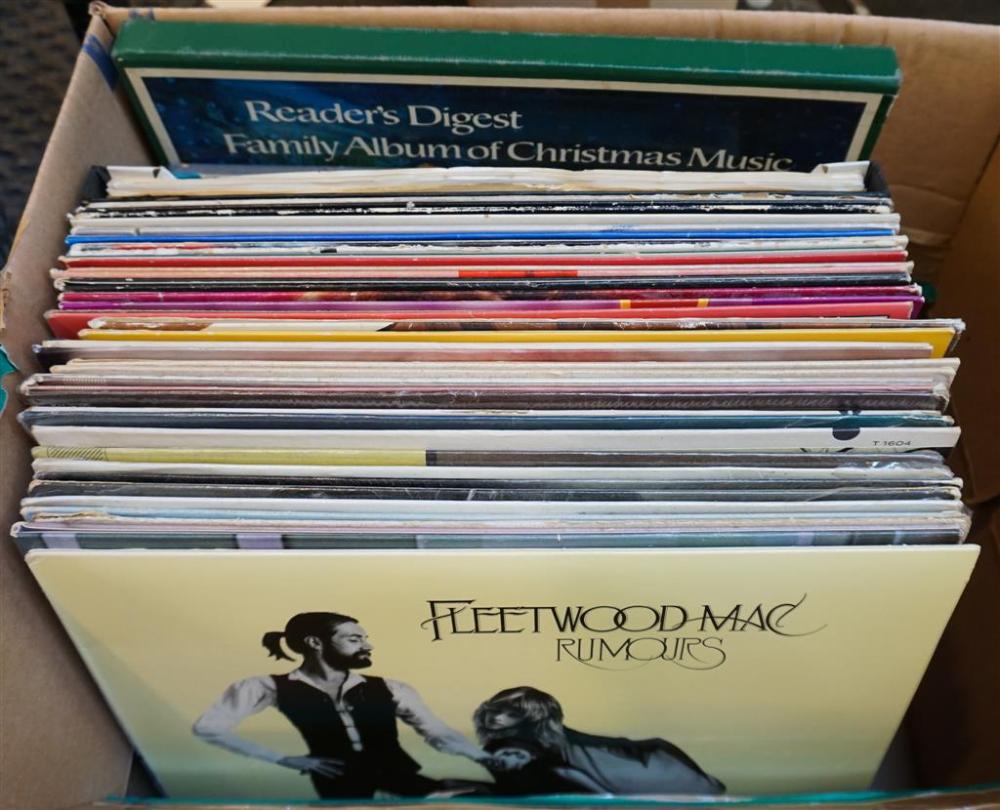 Reader's Digest
Family Album of Christmas Music
T 1604
FLEETWOOD MAC
RUMOURS